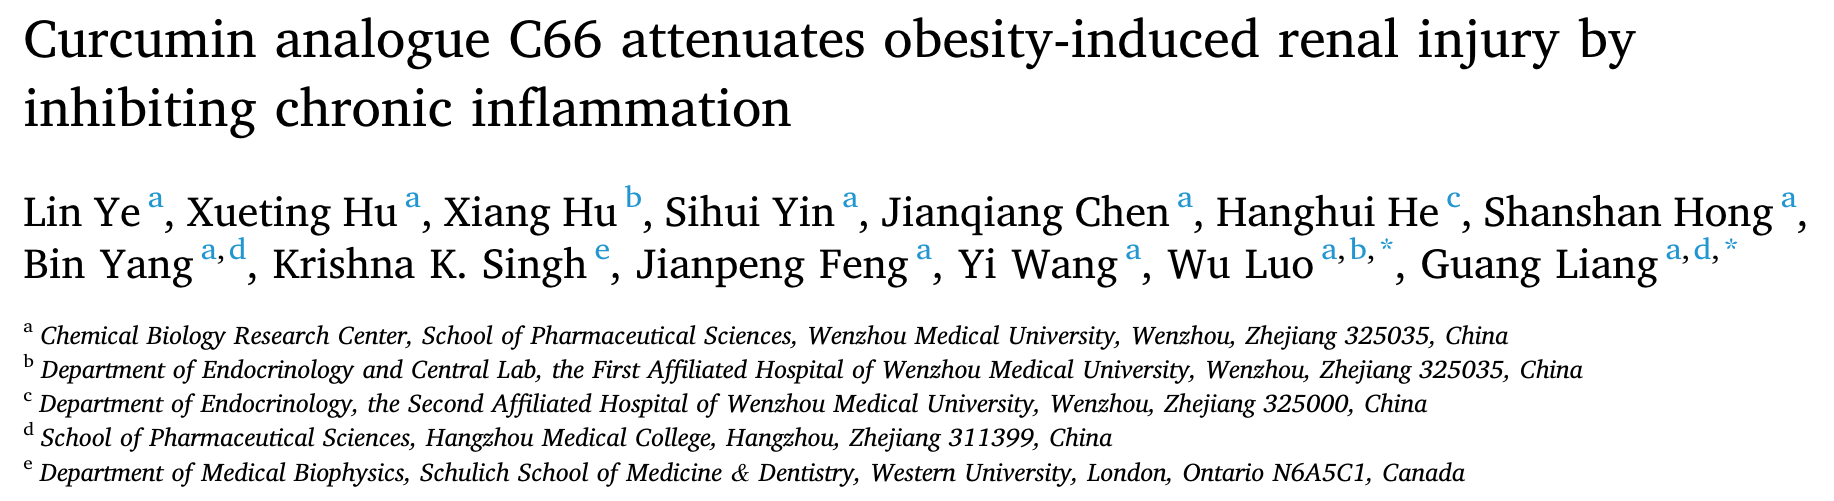 Curcumin analogue C66 attenuates obesity-induced renal injury by
inhibiting chronic inflammation
Lin Ye a, Xueting Hu a, Xiang Hu b, Sihui Yin a, Jianqiang Chen a, Hanghui He c, Shanshan Hong a,
Bin Yang a,d, Krishna K. Singh e, Jianpeng Feng a, Yi Wang a, Wu Luo a,b,*, Guang Liang a,d,*
a Chemical Biology Research Center, School of Pharmaceutical Sciences, Wenzhou Medical University, Wenzhou, Zhejiang 325035, China
b Department of Endocrinology and Central Lab, the First Affiliated Hospital of Wenzhou Medical University, Wenzhou, Zhejiang 325035, China
c Department of Endocrinology, the Second Affiliated Hospital of Wenzhou Medical University, Wenzhou, Zhejiang 325000, China
d School of Pharmaceutical Sciences, Hangzhou Medical College, Hangzhou, Zhejiang 311399, China
e Department of Medical Biophysics, Schulich School of Medicine & Dentistry, Western University, London, Ontario N6A5C1, Canada